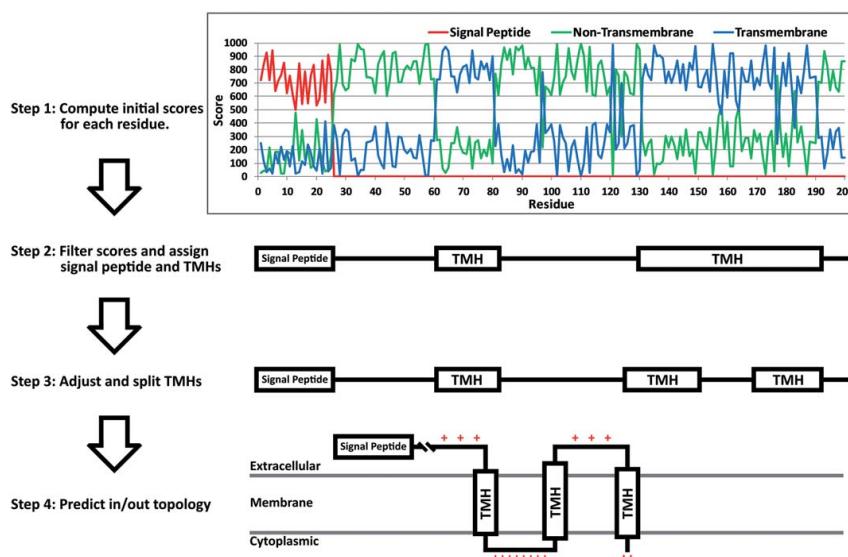 Signal Peptide Non-Transmembrane Transmembrane
1000
900
800
700
600
500
400
300
200
100
0
Score
0 10 20 30 40 50 60 70 80 90 100 110 120 130 140 150 160 170 180 190 200
Residue
Step 1: Compute initial scores
for each residue.
Step 2: Filter scores and assign
signal peptide and TMHs
Signal Peptide TMH TMH
Step 3: Adjust and split TMHs
Signal Peptide TMH TMH TMH
Signal Peptide + + + + + +
Extracellular
Step 4: Predict in/out topology
Membrane
TMH TMH TMH
Cytoplasmic